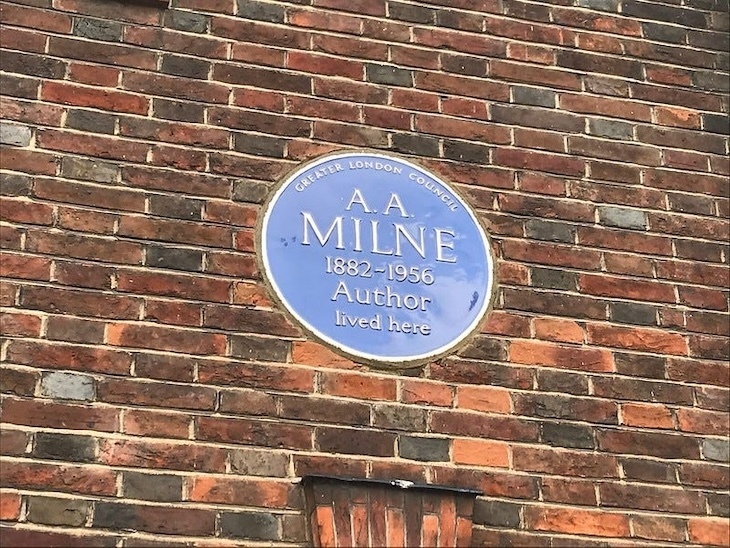 GREATER LONDON COUNCIL
A.A.
MILNE
1882-1956
Author
lived here